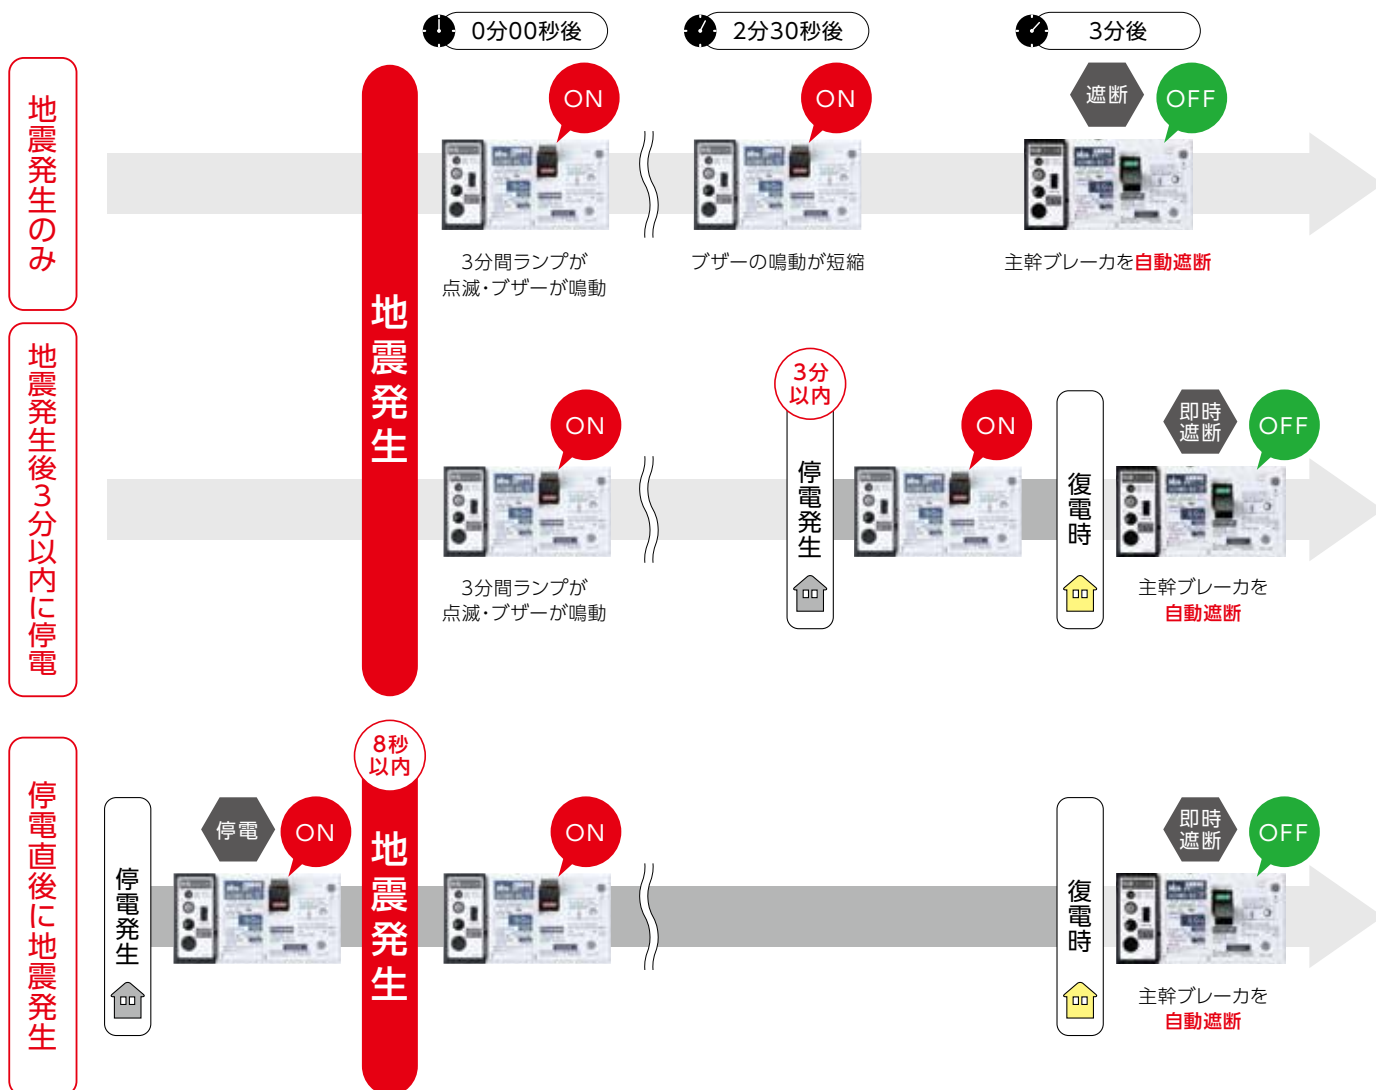 0分00秒後
2分30秒後
3分後
地震発生のみ
ON
ON
遮断
OFF
3分間ランプが
点滅・ブザーが鳴動
ブザーの鳴動が短縮
主幹ブレーカを自動遮断
地震発生
地震発生後3分以内に停電
ON
3分
以内
停電発生
ON
復電時
即時
遮断
OFF
3分間ランプが
点滅・ブザーが鳴動
主幹ブレーカを
自動遮断
停電直後に地震発生
停電発生
停電
ON
8秒
以内
地震発生
ON
復電時
即時
遮断
OFF
主幹ブレーカを
自動遮断